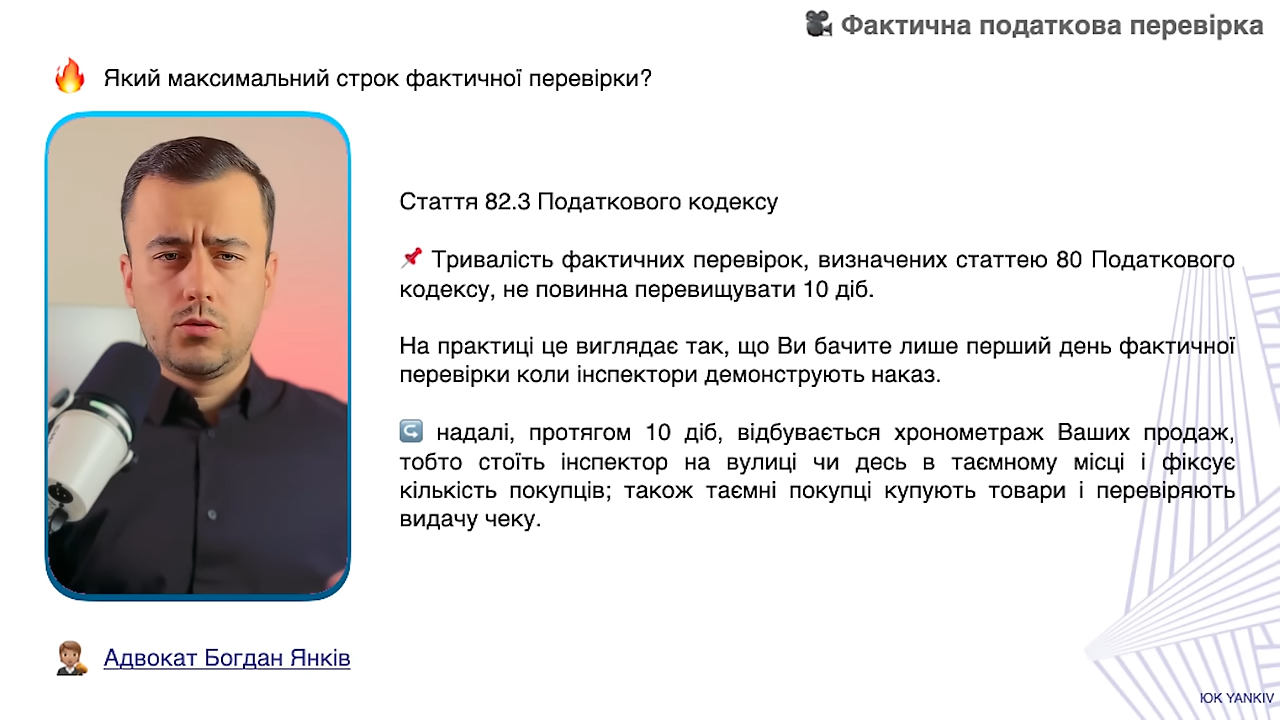 Фактична податкова перевірка
Який максимальний строк фактичної перевірки?
Стаття 82.3 Податкового кодексу
Тривалість фактичних перевірок, визначених статтею 80 Податкового
кодексу, не повинна перевищувати 10 діб.
На практиці це виглядає так, що Ви бачите лише перший день фактичної
перевірки коли інспектори демонструють наказ.
надалі, протягом 10 діб, відбувається хронометраж Ваших продаж,
тобто стоїть інспектор на вулиці чи десь в таємному місці і фіксує
кількість покупців; також таємні покупці купують товари і перевіряють
видачу чеку.
Адвокат Богдан Янків
ЮК YANKIV